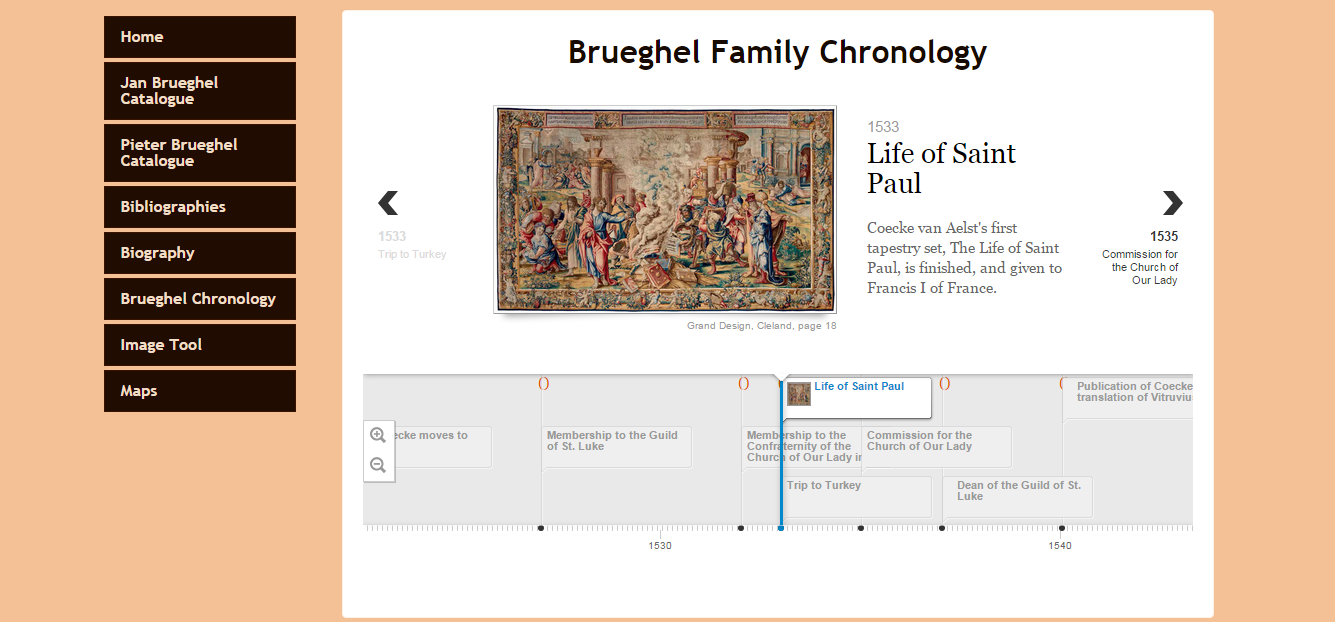 Home
Jan Brueghel
Catalogue
Pieter Brueghel
Catalogue
Bibliographies
Biography
Brueghel Chronology
Image Tool
Maps
Brueghel Family Chronology
1533
Trip to Turkey
Grand Design, Cleland, page 18
1533
Life of Saint
Paul
Coecke van Aelst's first
tapestry set, The Life of Saint
Paul, is finished, and given to
Francis I of France.
1535
Commission for
the Church of
Our Lady
()
()
Life of Saint Paul
()
Publication of Coecke
translation of Vitruviu
ecke moves to
Membership to the Guild
of St. Luke
Membership to the
Confraternity of the
Church of Our Lady in
Commission for the
Church of Our Lady
Trip to Turkey
Dean of the Guild of St.
Luke
1530
1540